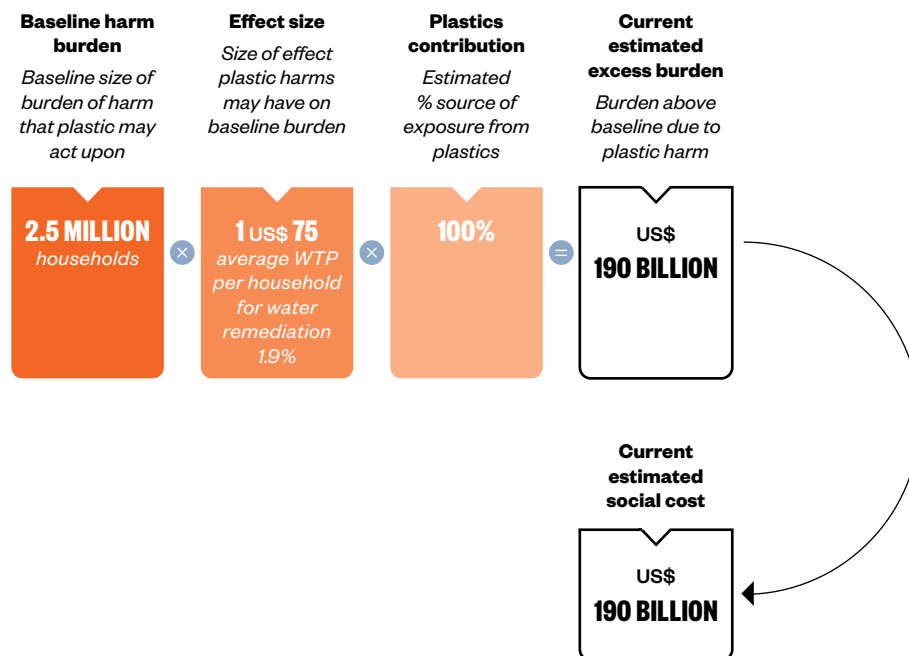 Baseline harm
burden
Baseline size of
burden of harm
that plastic may
act upon
2.5 MILLION
households
×
Effect size
Size of effect
plastic harms
may have on
baseline burden
1 US$ 75
average WTP
per household
for water
remediation
1.9%
×
Plastics
contribution
Estimated
% source of
exposure from
plastics
100%
=
Current
estimated
excess burden
Burden above
baseline due to
plastic harm
US$
190 BILLION
Current
estimated
social cost
US$
190 BILLION